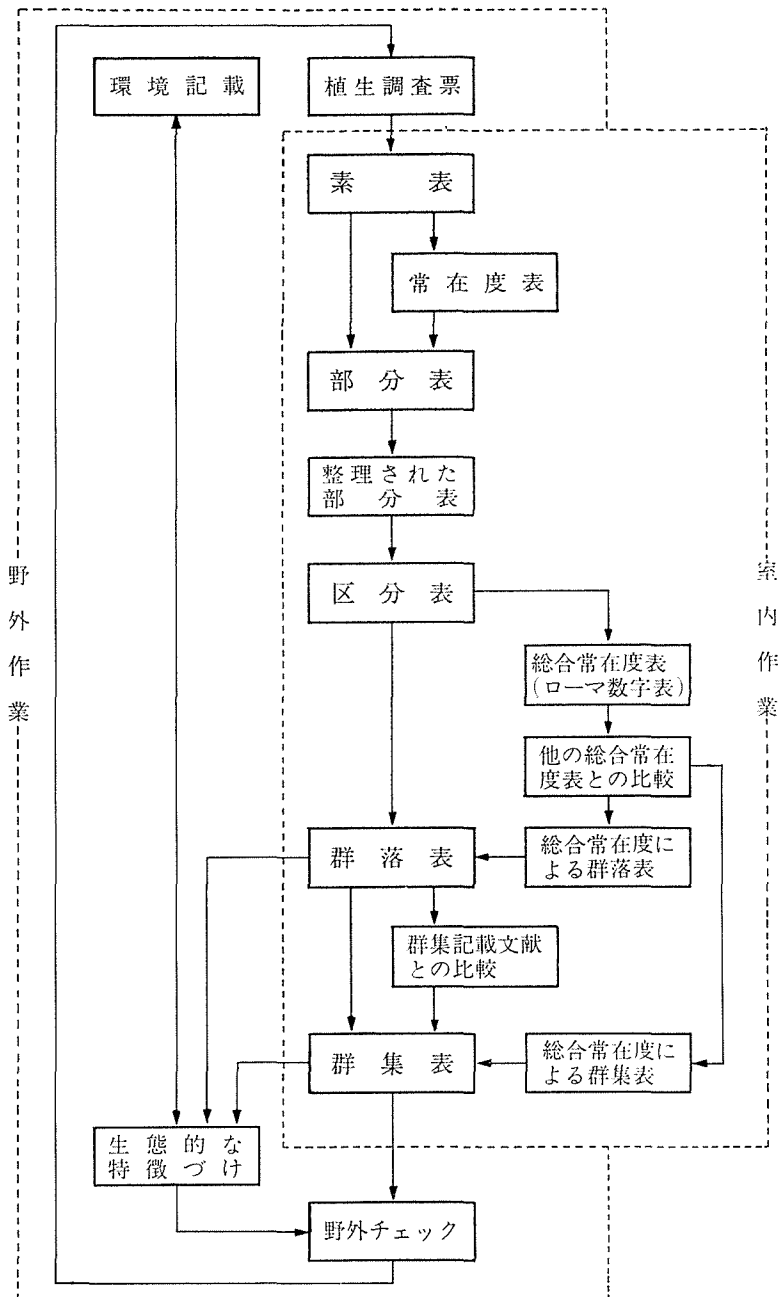 環境記載
植生調査票
素表
常在度表
部分表
整理された
部分表
区分表
野外作業
室内作業
総合常在度表
(ローマ数字表)
他の総合常在
度表との比較
群落表
総合常在度に
よる群落表
群集記載文献
との比較
群集表
総合常在度に
よる群集表
生態的な
特徴づけ
野外チェック